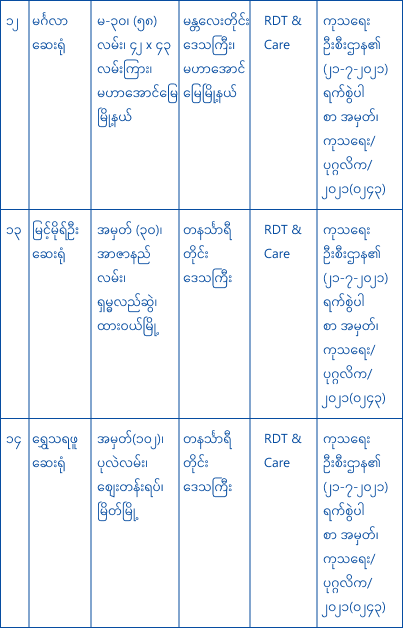 ၁၂
မင်္ဂလာ
ဆေးရုံ
မ-၃၀၊ (၅၈)
လမ်း၊ ၄၂ x ၄၃
လမ်းကြား၊
မဟာအောင်မြေ
မြို့နယ်
မန္တလေးတိုင်း
ဒေသကြီး၊
မဟာအောင်
မြေမြို့နယ်
RDT &
Care
ကုသရေး
ဦးစီးဌာန၏
(၂၁-၇-၂၀၂၁)
ရက်စွဲပါ
စာ အမှတ်၊
ကုသရေး/
ပုဂ္ဂလိက/
၂၀၂၁(၀၂၄၃)
၁၃
မြင့်မိုရ်ဦး
ဆေးရုံ
အမှတ် (၃၀)၊
အာဇာနည်
လမ်း၊
ရှမ္မလည်ဆွဲ၊
ထားဝယ်မြို့
တနင်္သာရီ
တိုင်း
ဒေသကြီး
RDT &
Care
ကုသရေး
ဦးစီးဌာန၏
(၂၁-၇-၂၀၂၁)
ရက်စွဲပါ
စာ အမှတ်၊
ကုသရေး/
ပုဂ္ဂလိက/
၂၀၂၁(၀၂၄၃)
၁၄
ရွှေသရဖူ
ဆေးရုံ
အမှတ်(၁၀၂)၊
ပုလဲလမ်း၊
ဈေးတန်းရပ်၊
မြိတ်မြို့
တနင်္သာရီ
တိုင်း
ဒေသကြီး
RDT &
Care
ကုသရေး
ဦးစီးဌာန၏
(၂၁-၇-၂၀၂၁)
ရက်စွဲပါ
စာ အမှတ်၊
ကုသရေး/
ပုဂ္ဂလိက/
၂၀၂၁(၀၂၄၃)